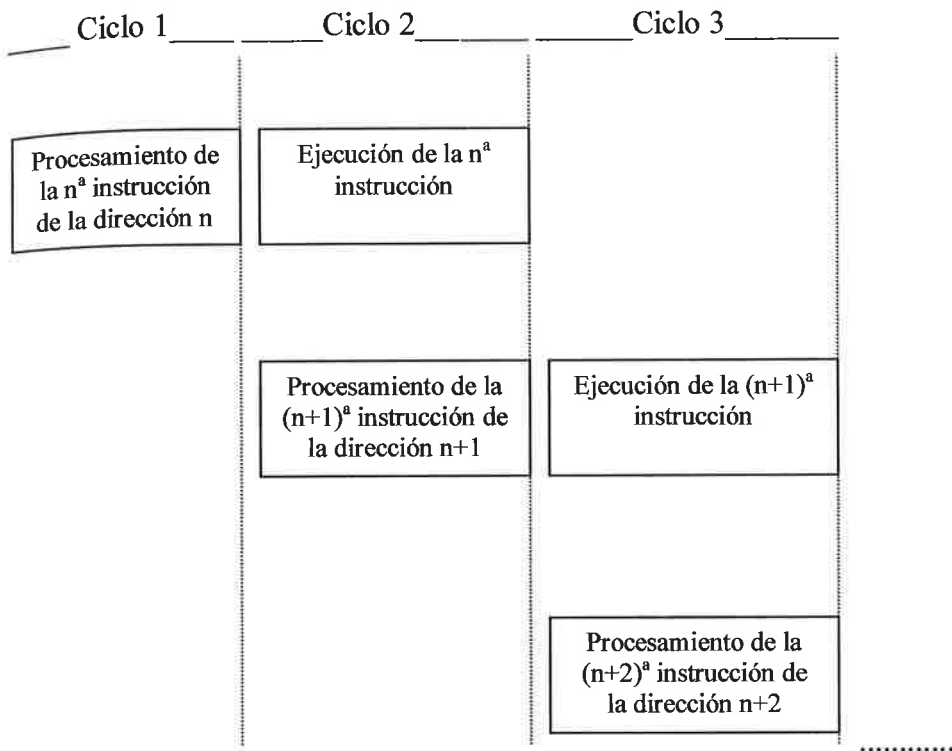 Ciclo 1 Ciclo 2 Ciclo 3
Procesamiento de
la nª instrucción
de la dirección n
Ejecución de la nª
instrucción
Procesamiento de la
(n+1)ª instrucción de
la dirección n+1
Ejecución de la (n+1)ª
instrucción
Procesamiento de la
(n+2)ª instrucción de
la dirección n+2